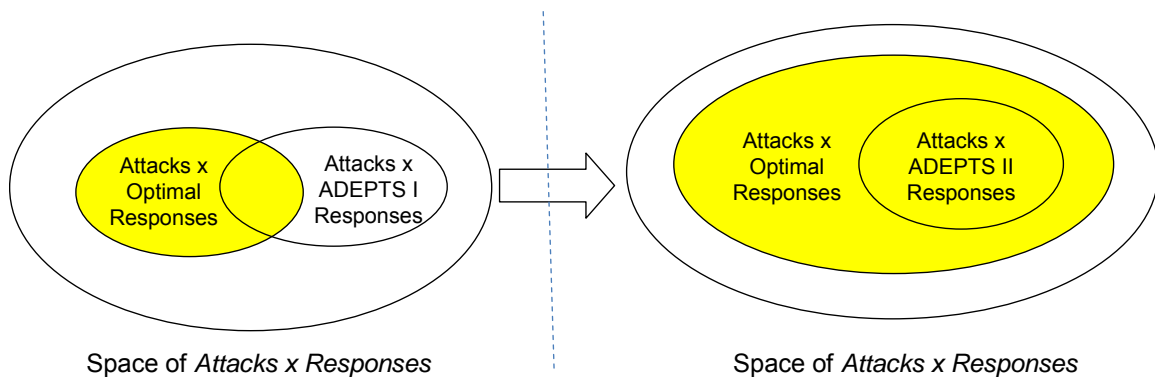 Attacks x
Optimal
Responses
Attacks x
ADEPTS I
Responses
Space of Attacks x Responses
Attacks x
Optimal
Responses
Attacks x
ADEPTS II
Responses
Space of Attacks x Responses